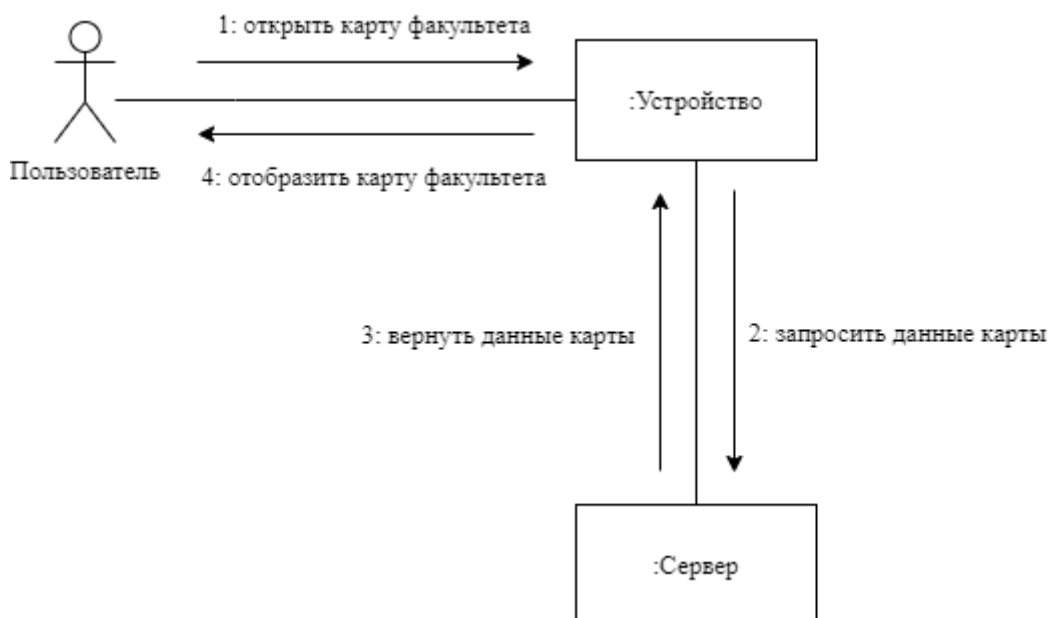 1: открыть карту факультета
:Устройство
Пользователь
4: отобразить карту факультета
3: вернуть данные карты
2: запросить данные карты
:Сервер